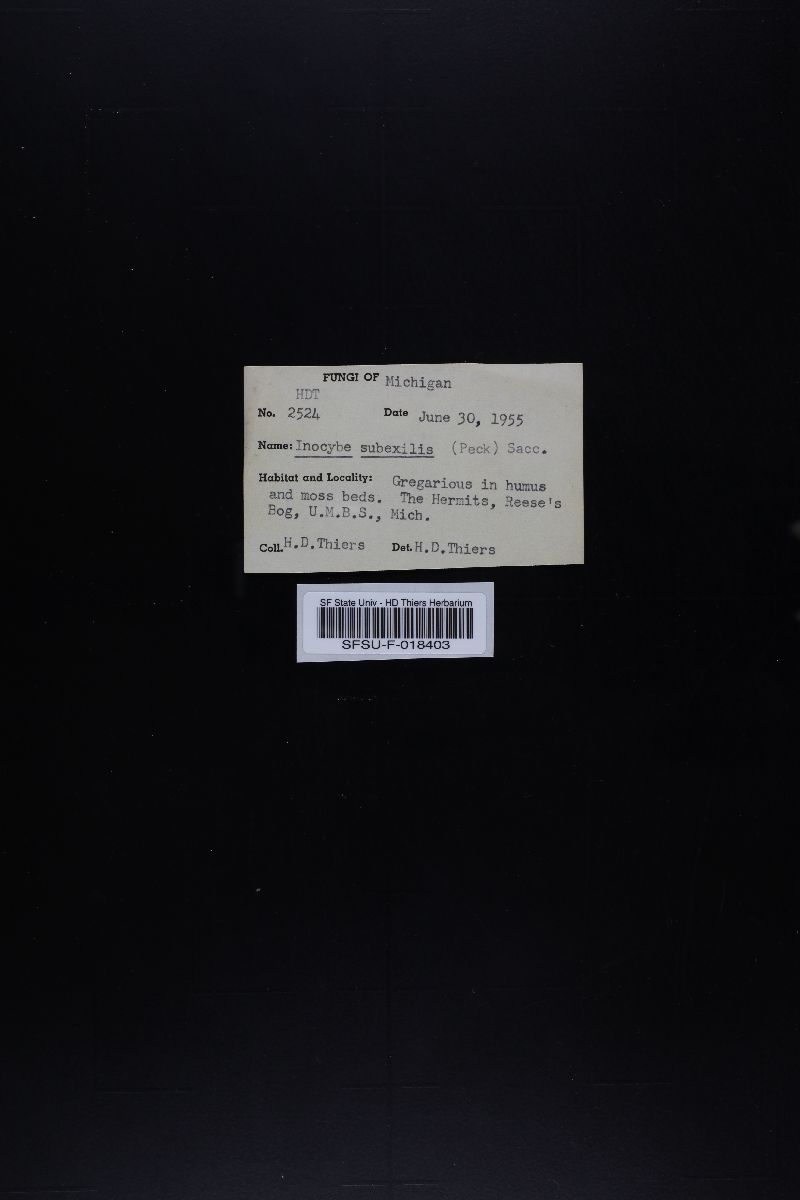 FUNGI OF Michigan
HDT
No. 2524 Date June 30, 1955
Name: Inocybe subexilis (Peck) Sacc.
Habitat and Locality: Gregarious in humus
and moss beds. The Hermits, Reese's
Bog, U.M.B.S., Mich.
Coll. H.D.Thiers Det. H.D.Thiers
SF State Univ - HD Thiers Herbarium
SFSU-F-018403